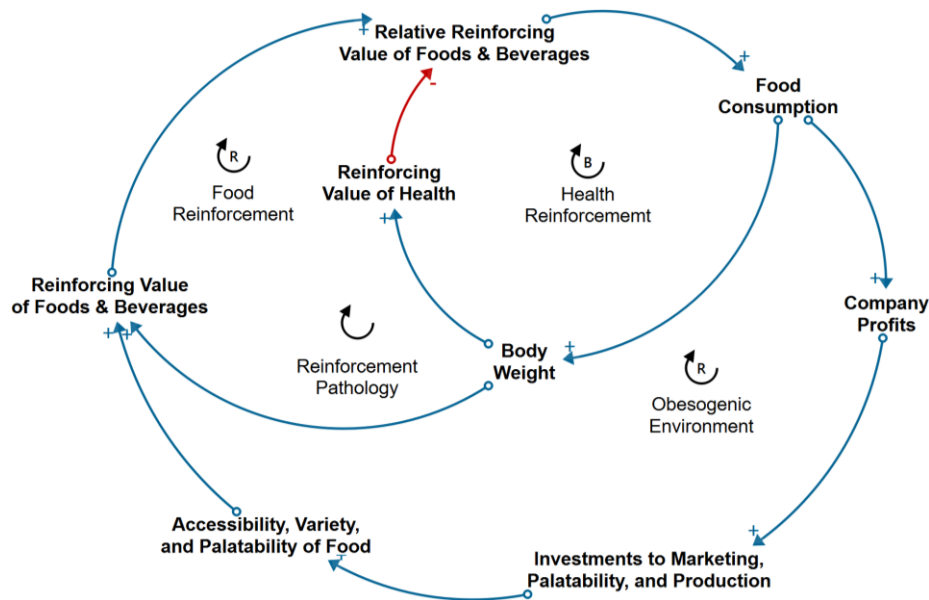 Relative Reinforcing
Value of Foods & Beverages
+
+
-
Food
Consumption
R
Food
Reinforcement
Reinforcing
Value of Health
+
B
Health
Reinforcememt
Reinforcing Value
of Foods & Beverages
+ +
+
Company
Profits
Reinforcement
Pathology
Body
Weight
+
R
Obesogenic
Environment
Accessibility, Variety,
and Palatability of Food
+
+
Investments to Marketing,
Palatability, and Production